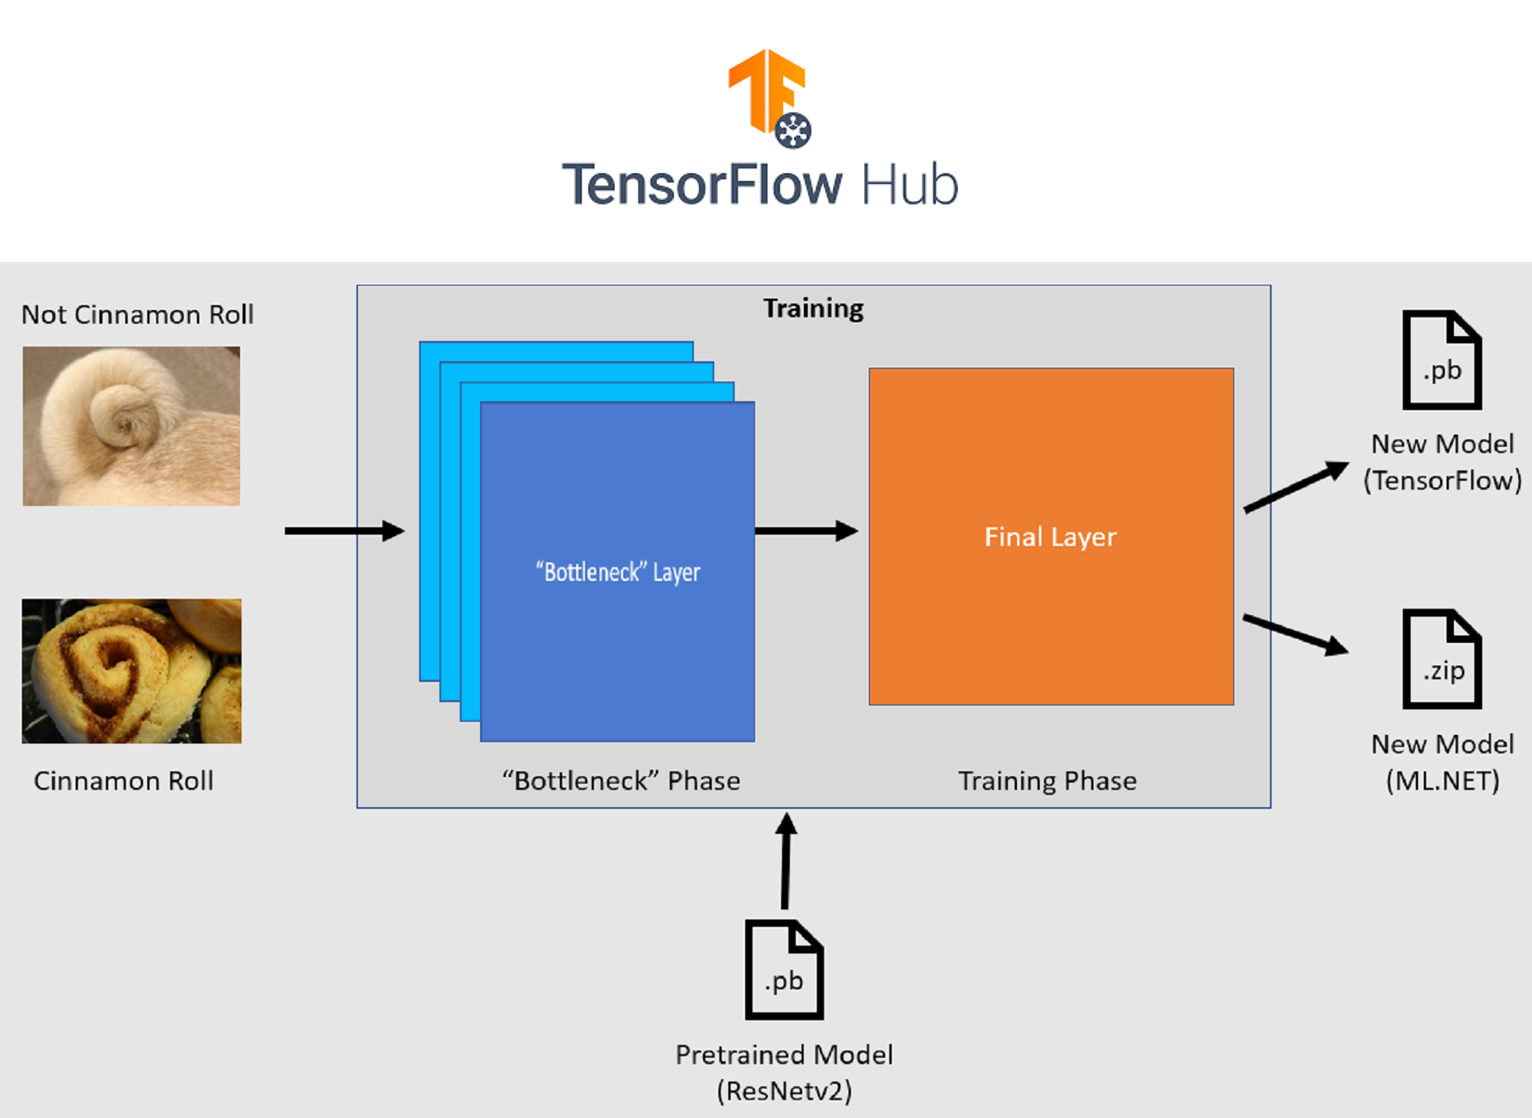 TensorFlow Hub
Not Cinnamon Roll
Cinnamon Roll
Training
“Bottleneck” Layer
Final Layer
“Bottleneck” Phase
Training Phase
.pb
New Model
(TensorFlow)
.zip
New Model
(ML.NET)
.pb
Pretrained Model
(ResNetv2)